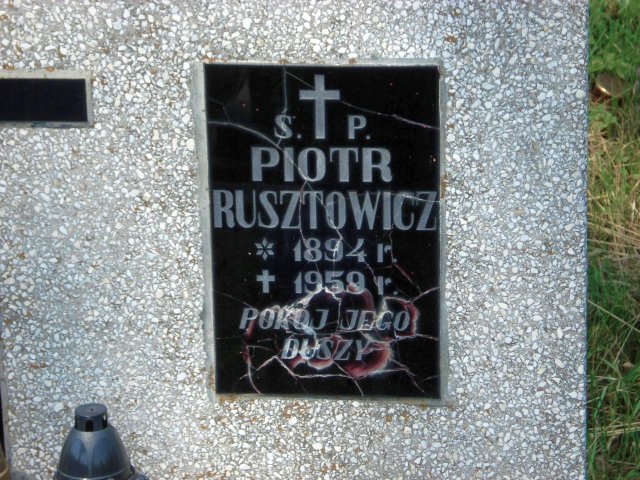 S. P.
PIOTR
RUSZTOWICZ
* 1894 r.
✝ 1959 r.
POKÓJ JEGO
DUSZY